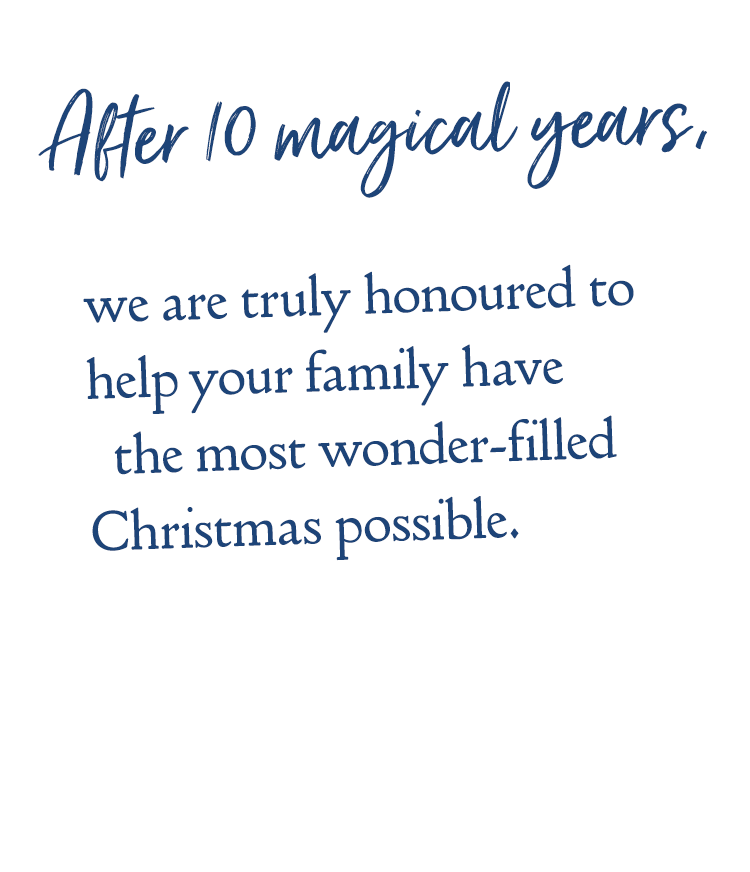 After 10 magical years,
we are truly honoured to
help your family have
the most wonder-filled
Christmas possible.